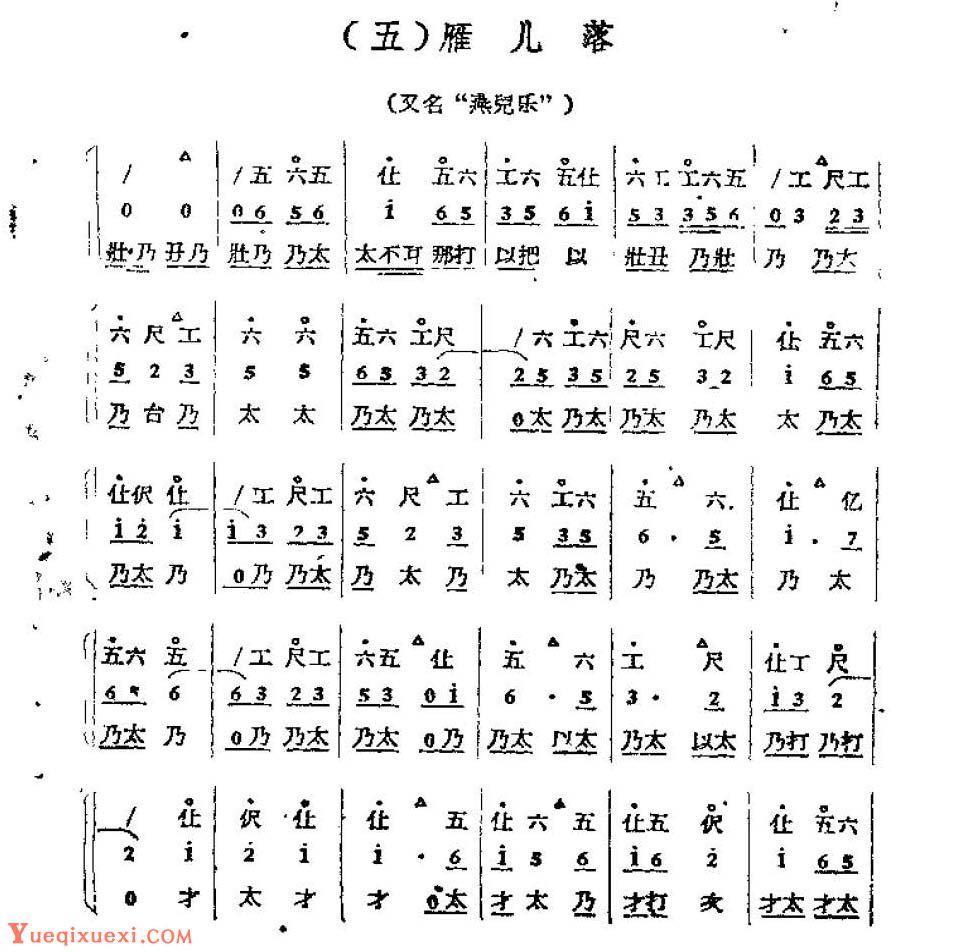 (五)雁儿落
(又名“燕兒乐”)
/ | /五 六五 | 仩 五六 | 工六 五仩 | 六工 工六五 | /工 尺工
0 0 | 06 56 | i 65 | 35 6i | 53 356 | 03 23
壯·乃 丑乃 | 壯乃 乃太 | 太不耳 那打 | 以把 以 | 壯丑 乃壯 | 乃 乃太
六 尺 工 | 六 六 | 五六 工尺 | /六 工六 | 尺六 工尺 | 仩 五六
5 2 3 | 5 5 | 65 32 | 25 35 | 25 32 | i 65
乃 台 乃 | 太 太 | 乃太 乃太 | 0太 乃太 | 乃太 乃太 | 太 乃太
仩伬 仩 | /工 尺工 | 六 尺 工 | 六 工六 | 五 六. | 仩 亿
i2 i | i3 23 | 5 2 3 | 5 35 | 6 · 5 | i · 7
乃太 乃 | 0乃 乃太 | 乃 太 乃 | 太 乃太 | 乃 乃太 | 乃 太
五六 五 | /工 尺工 | 六五 仩 | 五 六 | 工 尺 | 仩工 尺
6 6 | 63 23 | 53 0i | 6 · 5 | 3 · 2 | i3 2
乃太 乃 | 0乃 乃太 | 乃太 0乃 | 乃太 以太 | 乃太 以太 | 乃打 乃打
/ 仩 | 伬 仩 | 仩 五 | 仩 六 五 | 仩五 伬 | 仩 五六
2 i | 2 i | i · 6 | i 5 6 | i6 2 | i 65
0 才 | 太 才 | 才 0太 | 才 太 乃 | 才打 | 才太 才太
Yueqixuexi.com